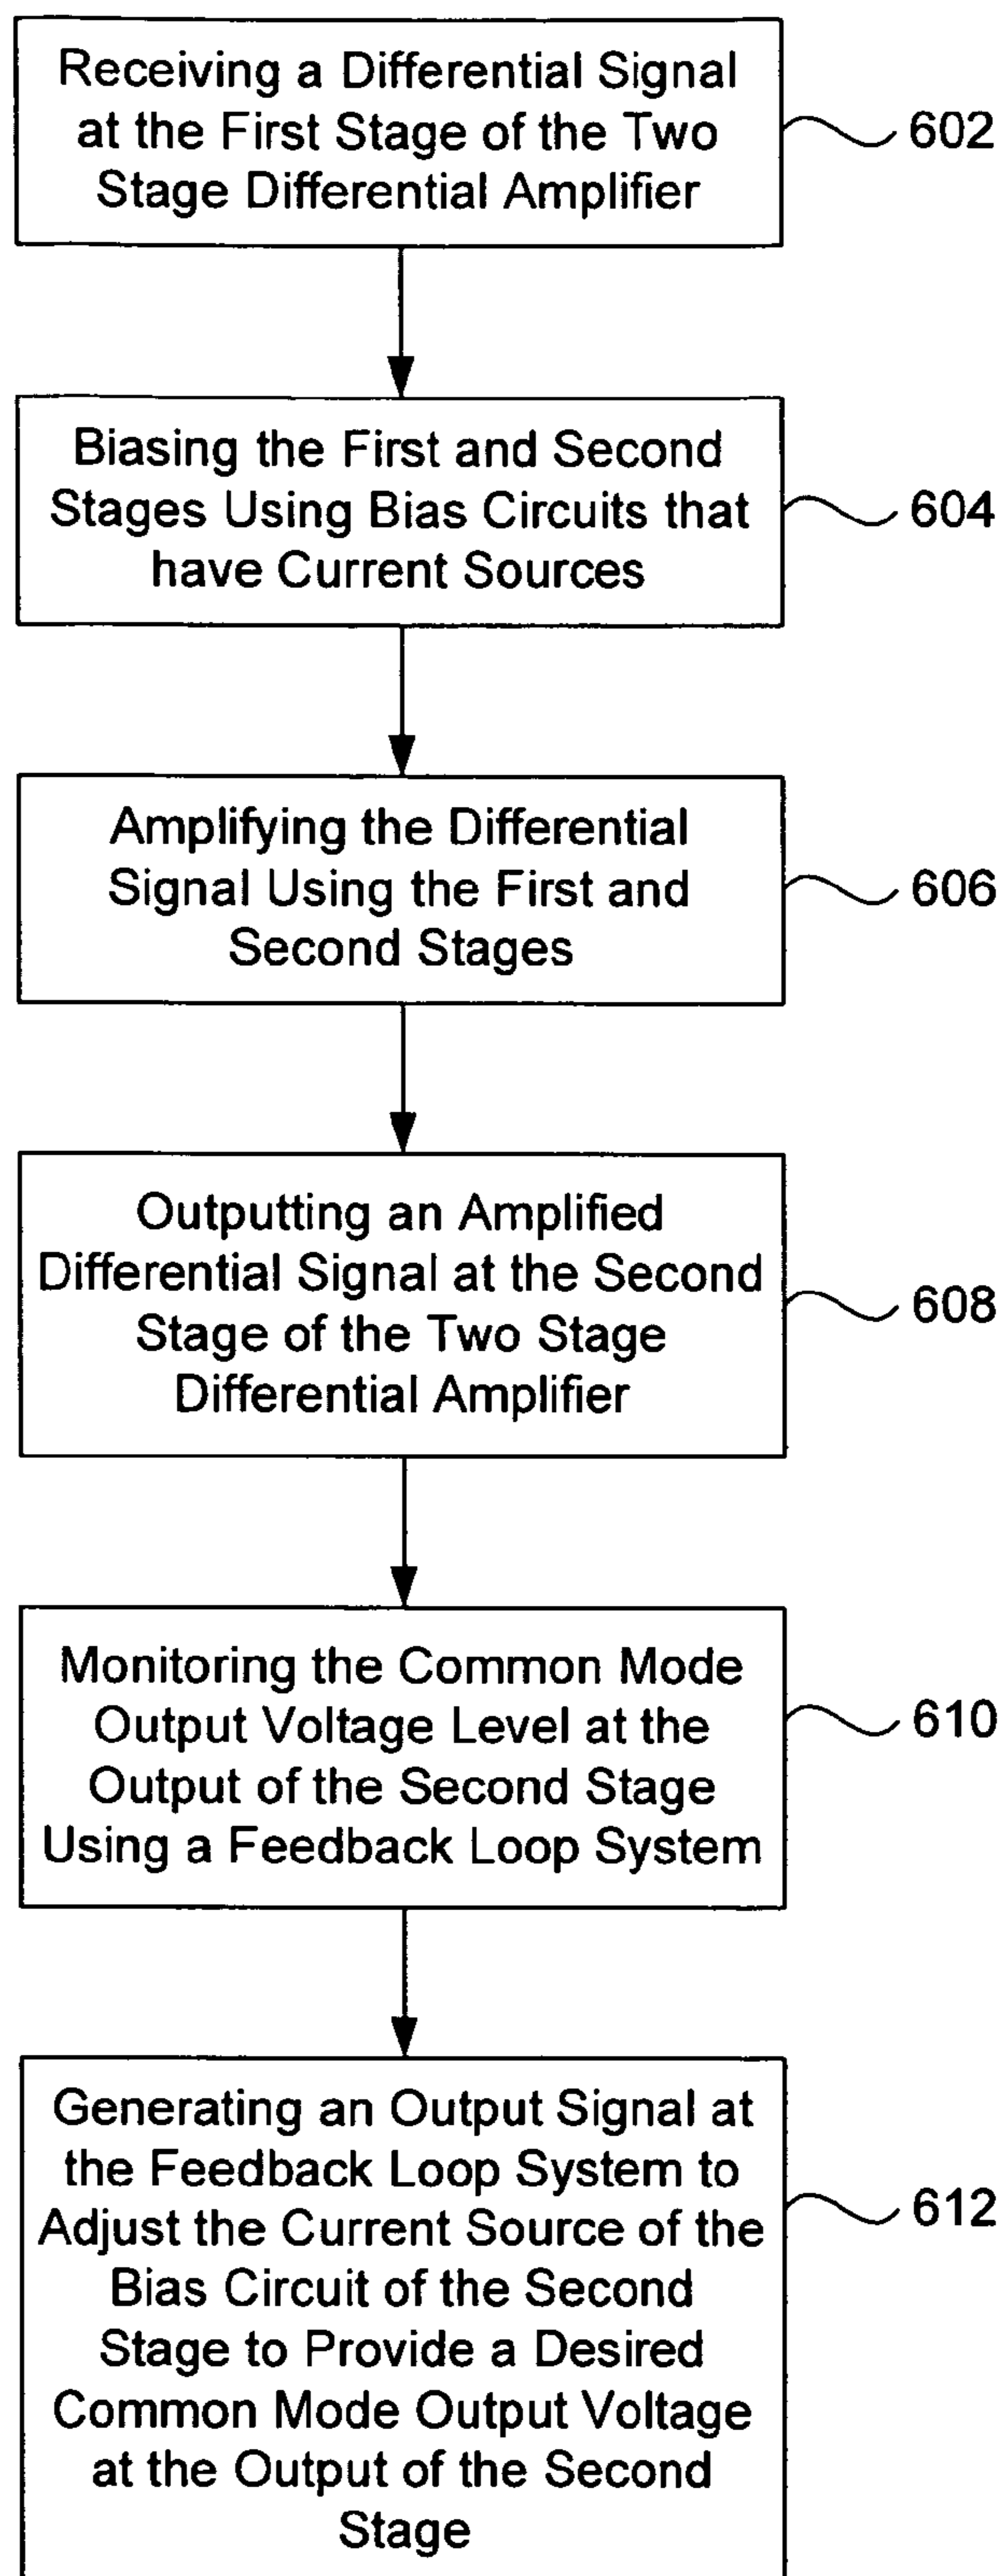 Receiving a Differential Signal
at the First Stage of the Two
Stage Differential Amplifier
602
Biasing the First and Second
Stages Using Bias Circuits that
have Current Sources
604
Amplifying the Differential
Signal Using the First and
Second Stages
606
Outputting an Amplified
Differential Signal at the Second
Stage of the Two Stage
Differential Amplifier
608
Monitoring the Common Mode
Output Voltage Level at the
Output of the Second Stage
Using a Feedback Loop System
610
Generating an Output Signal at
the Feedback Loop System to
Adjust the Current Source of the
Bias Circuit of the Second
Stage to Provide a Desired
Common Mode Output Voltage
at the Output of the Second
Stage
612